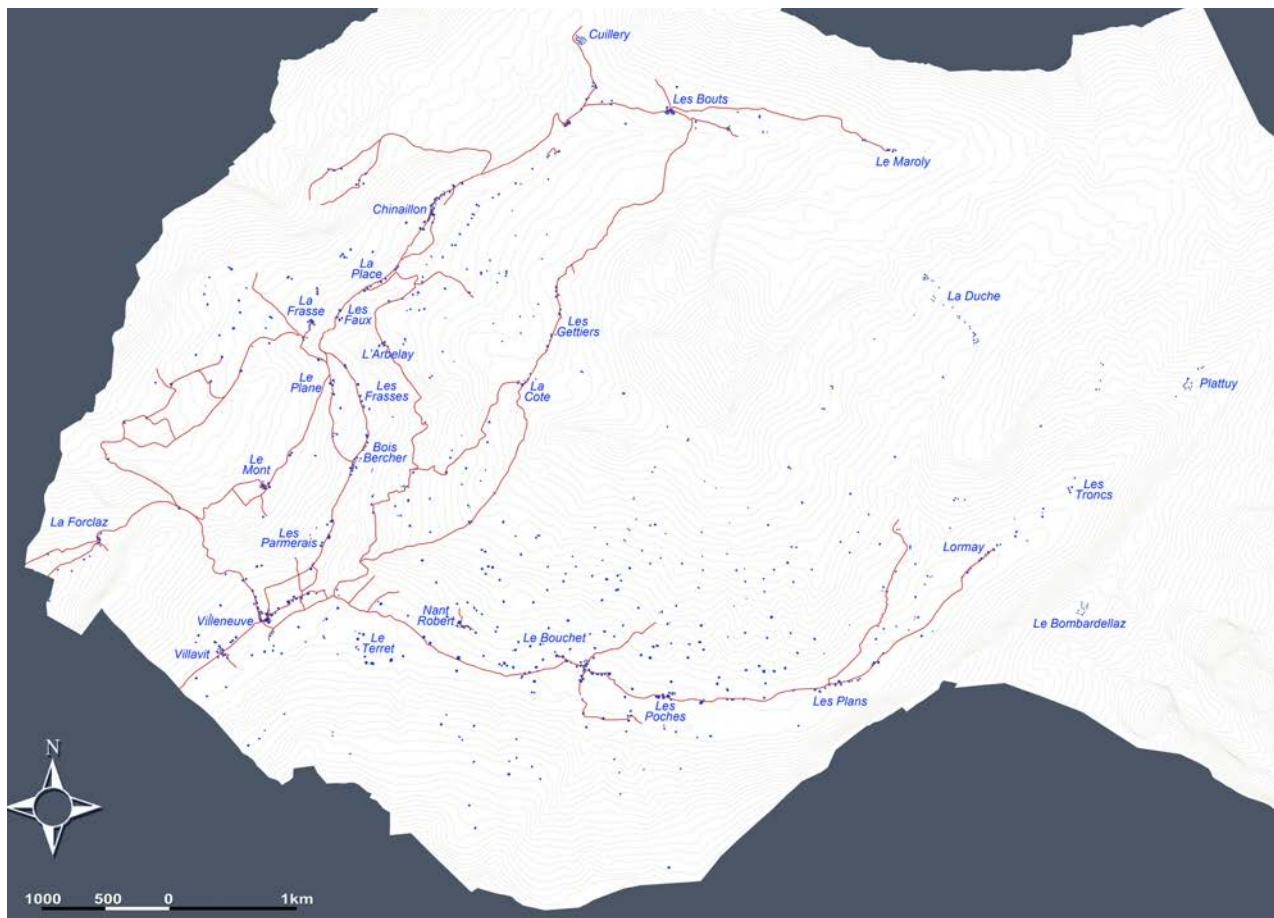 Cuillery
Les Bouts
Le Maroly
Chinaillon
La
Place
La Duche
La
Frasse
Les
Faux
Les
Gettiers
L'Arbelay
Le
Plane
Les
Frasses
La
Cote
Plattuy
Bois
Bercher
Le
Mont
Les
Troncs
La Forclaz
Les
Parmerais
Lormay
Villeneuve
Nant
Robert
Le Bombardellaz
Villavit
Le
Terret
Le Bouchet
Les
Poches
Les Plans
N
1000 500 0 1km